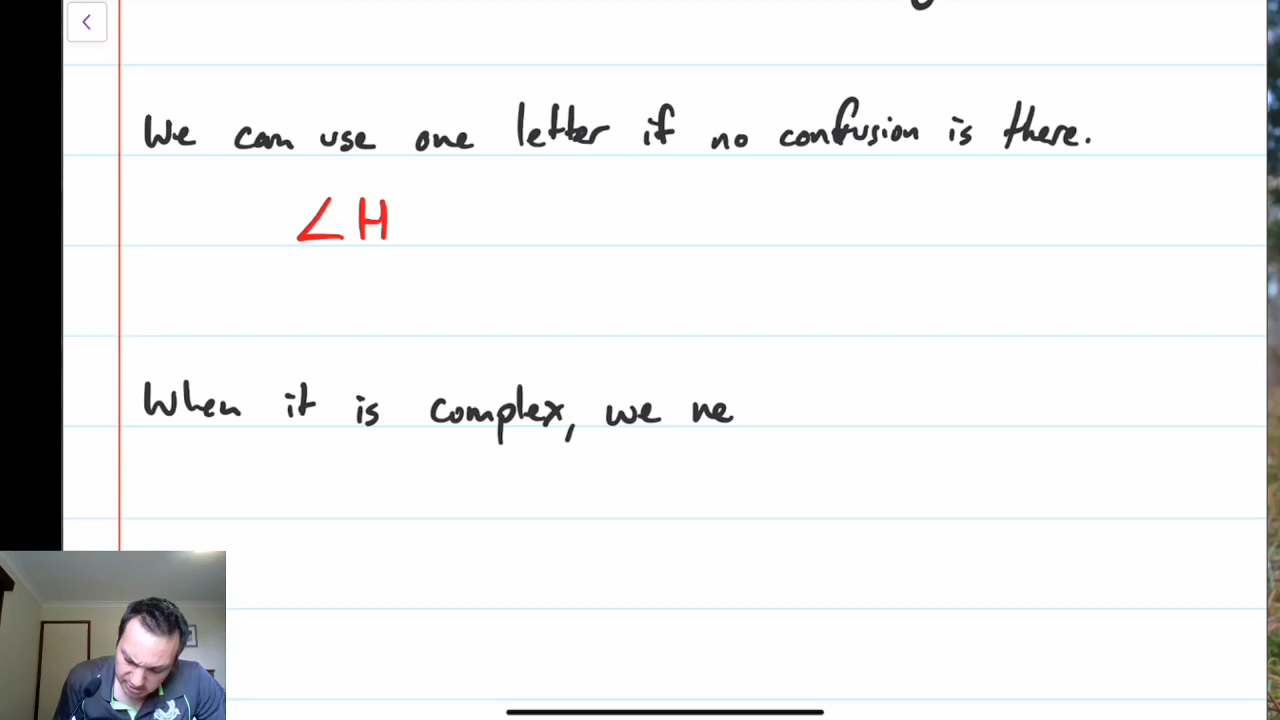 We can use one letter if no confusion is there.
∠H
When it is complex, we ne